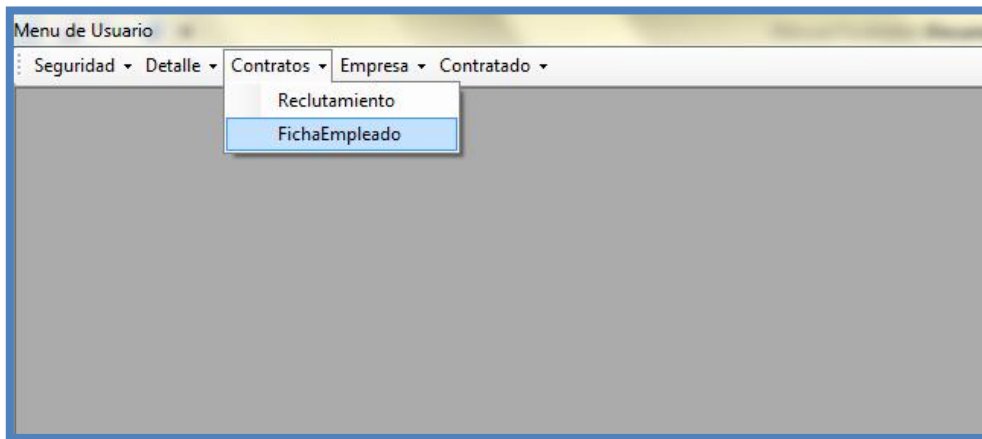 Menu de Usuario
Seguridad Detalle Contratos Empresa Contratado
Reclutamiento
FichaEmpleado